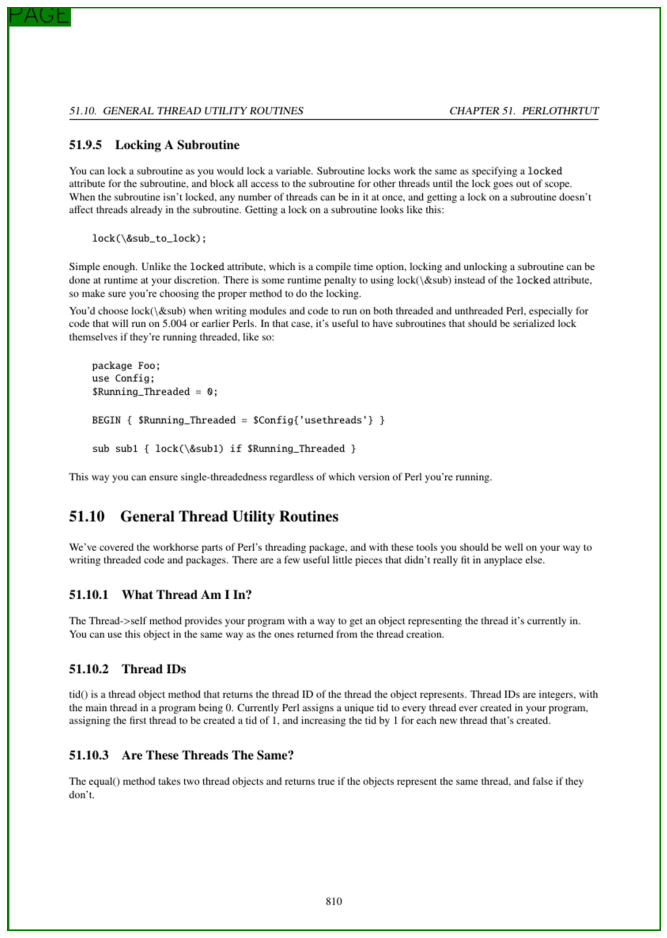 PAGE
51.10. GENERAL THREAD UTILITY ROUTINES CHAPTER 51. PERLOTHRTUT
51.9.5 Locking A Subroutine
You can lock a subroutine as you would lock a variable. Subroutine locks work the same as specifying a locked
attribute for the subroutine, and block all access to the subroutine for other threads until the lock goes out of scope.
When the subroutine isn't locked, any number of threads can be in it at once, and getting a lock on a subroutine doesn't
affect threads already in the subroutine. Getting a lock on a subroutine looks like this:
lock(\&sub_to_lock);
Simple enough. Unlike the locked attribute, which is a compile time option, locking and unlocking a subroutine can be
done at runtime at your discretion. There is some runtime penalty to using lock(\&sub) instead of the locked attribute,
so make sure you're choosing the proper method to do the locking.
You'd choose lock(\&sub) when writing modules and code to run on both threaded and unthreaded Perl, especially for
code that will run on 5.004 or earlier Perls. In that case, it's useful to have subroutines that should be serialized lock
themselves if they're running threaded, like so:
package Foo;
use Config;
$Running_Threaded = 0;
BEGIN { $Running_Threaded = $Config{'usethreads'} }
sub sub1 { lock(\&sub1) if $Running_Threaded }
This way you can ensure single-threadedness regardless of which version of Perl you're running.
51.10 General Thread Utility Routines
We've covered the workhorse parts of Perl's threading package, and with these tools you should be well on your way to
writing threaded code and packages. There are a few useful little pieces that didn't really fit in anyplace else.
51.10.1 What Thread Am I In?
The Thread->self method provides your program with a way to get an object representing the thread it's currently in.
You can use this object in the same way as the ones returned from the thread creation.
51.10.2 Thread IDs
tid() is a thread object method that returns the thread ID of the thread the object represents. Thread IDs are integers, with
the main thread in a program being 0. Currently Perl assigns a unique tid to every thread ever created in your program,
assigning the first thread to be created a tid of 1, and increasing the tid by 1 for each new thread that's created.
51.10.3 Are These Threads The Same?
The equal() method takes two thread objects and returns true if the objects represent the same thread, and false if they
don't.
810